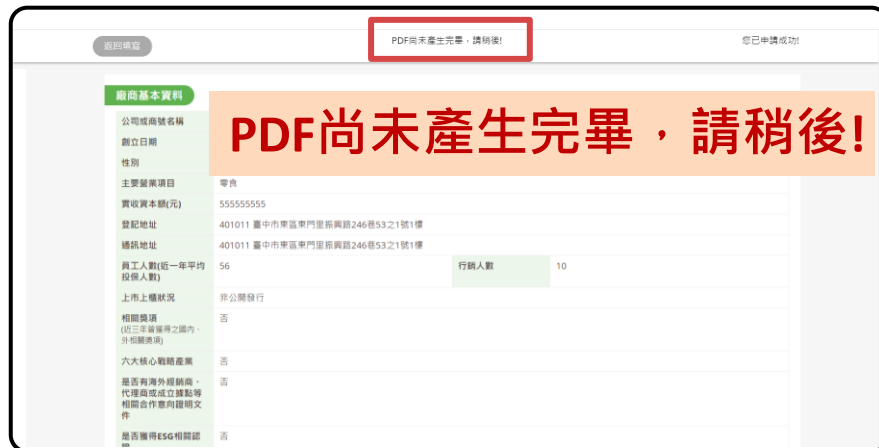 返回填寫
PDF尚未產生完畢，請稍後!
您已申請成功!
廠商基本資料
PDF尚未產生完畢，請稍後!
公司或商號名稱
創立日期
性別
主要營業項目 零食
實收資本額(元) 555555555
登記地址 401011 臺中市東區東門里振興路246巷53之1號1樓
通訊地址 401011 臺中市東區東門里振興路246巷53之1號1樓
員工人數(近一年平均 56 行銷人數 10
投保人數)
上市上櫃狀況 非公開發行
相關獎項 否
(近三年曾獲得之國內、
外相關獎項)
六大核心戰略產業 否
是否有海外經銷商、 否
代理商或成立據點等
相關合作意向證明文
件
是否獲得ESG相關認 否